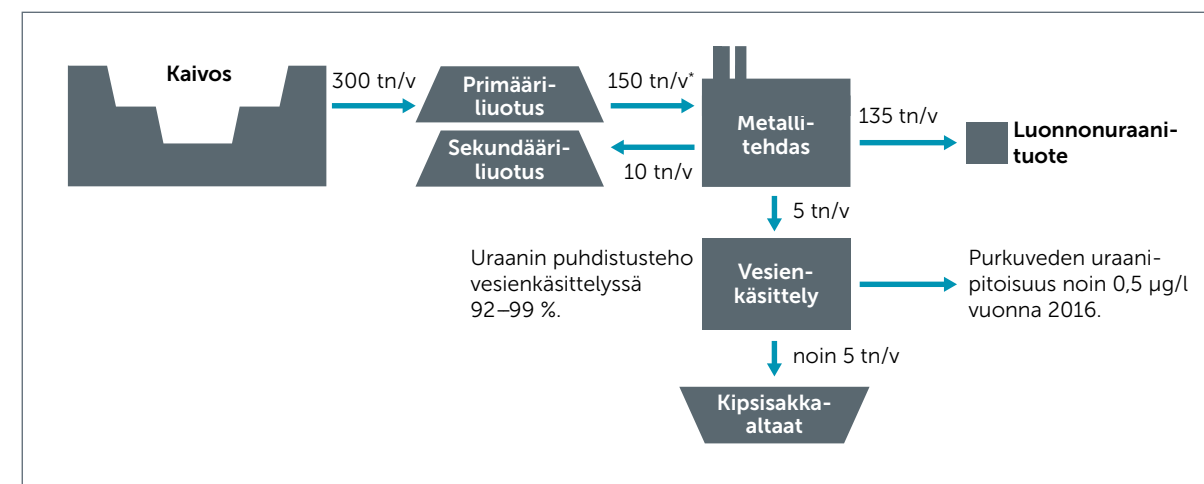 Kaivos
300 tn/v
Primääri-
liuotus
150 tn/v*
Metalli-
tehdas
135 tn/v
Luonnonuraani-
tuote
Sekundääri-
liuotus
10 tn/v
5 tn/v
Uraanin puhdistusteho
vesienkäsittelyssä
92–99 %.
Vesien-
käsittely
Purkuveden uraani-
pitoisuus noin 0,5 µg/l
vuonna 2016.
noin 5 tn/v
Kipsisakka-
altaat